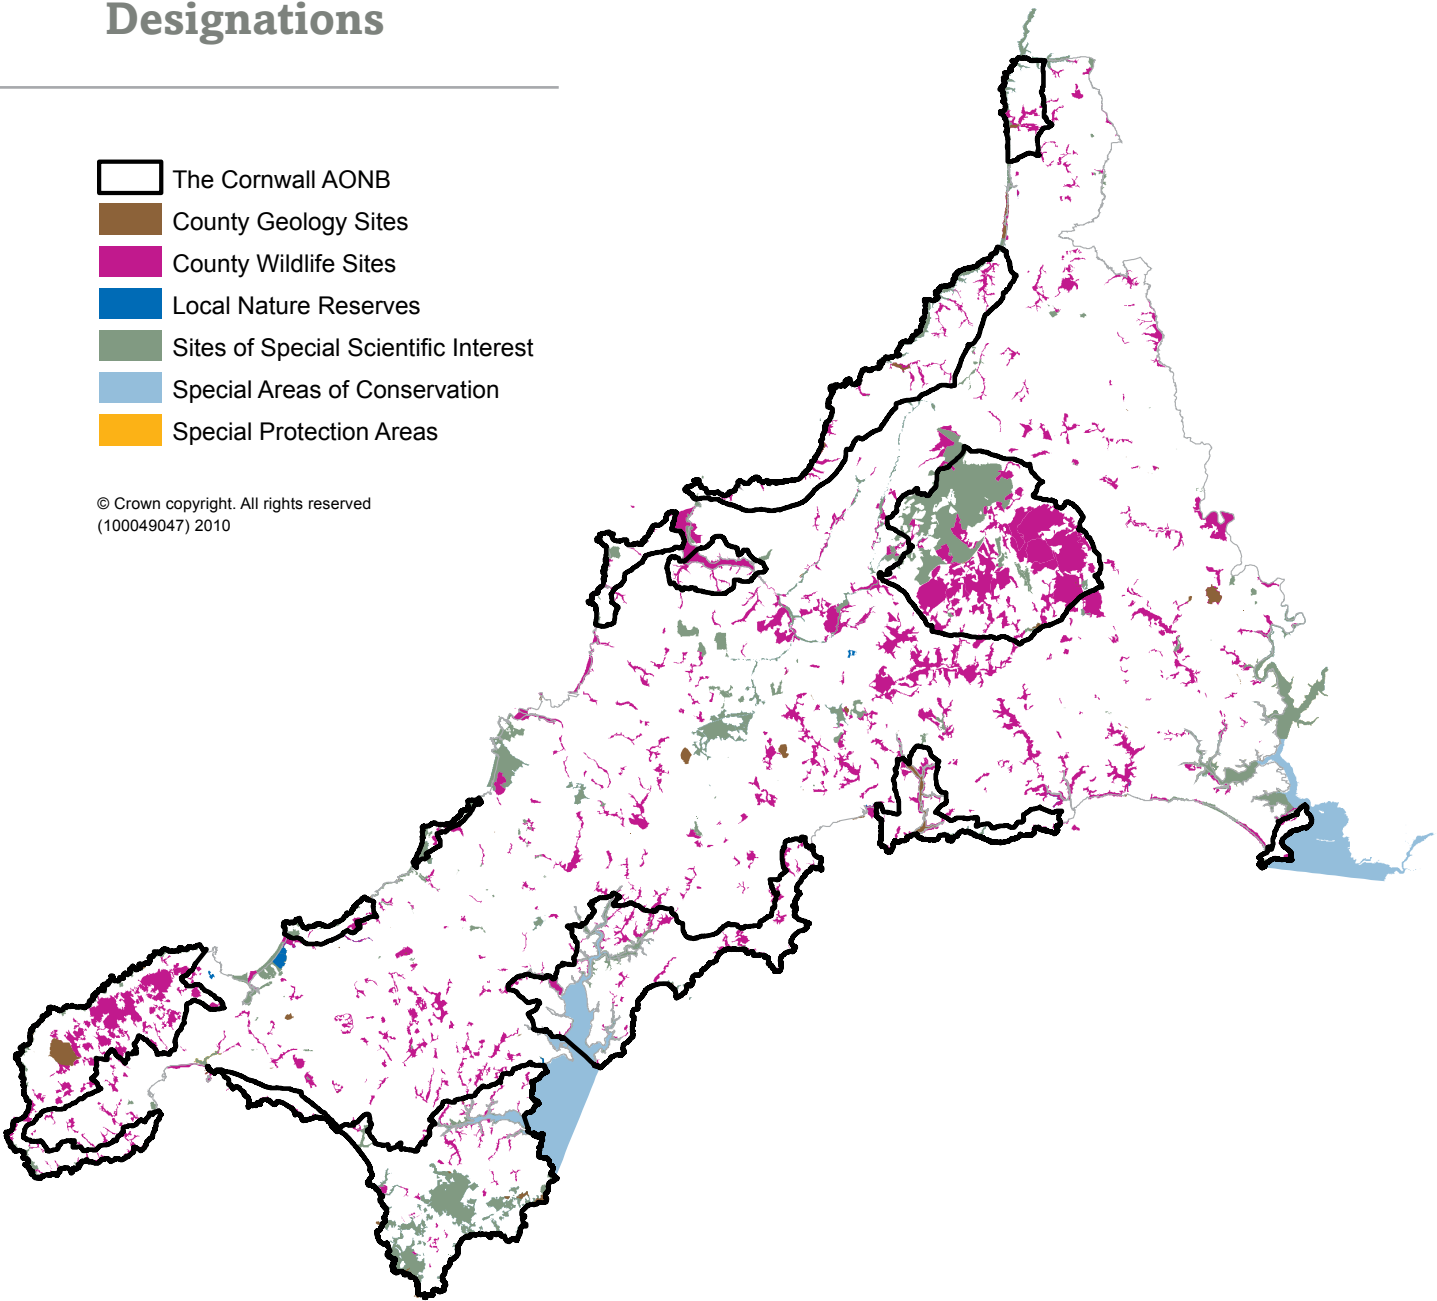 Designations
The Cornwall AONB
County Geology Sites
County Wildlife Sites
Local Nature Reserves
Sites of Special Scientific Interest
Special Areas of Conservation
Special Protection Areas
© Crown copyright. All rights reserved
(100049047) 2010